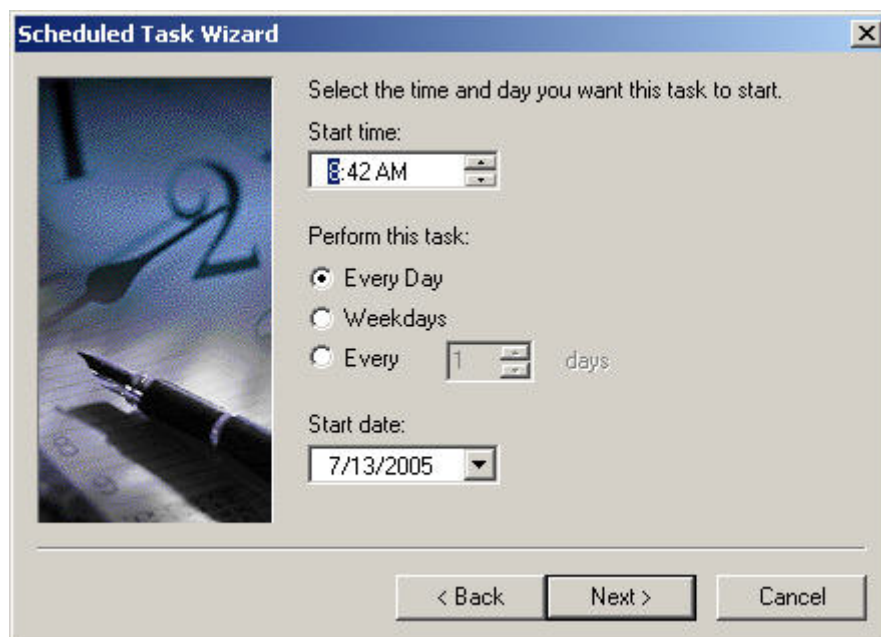 Scheduled Task Wizard
Select the time and day you want this task to start.
Start time:
8:42 AM
Perform this task:
Every Day
Weekdays
Every 1 days
Start date:
7/13/2005
< Back Next > Cancel
2